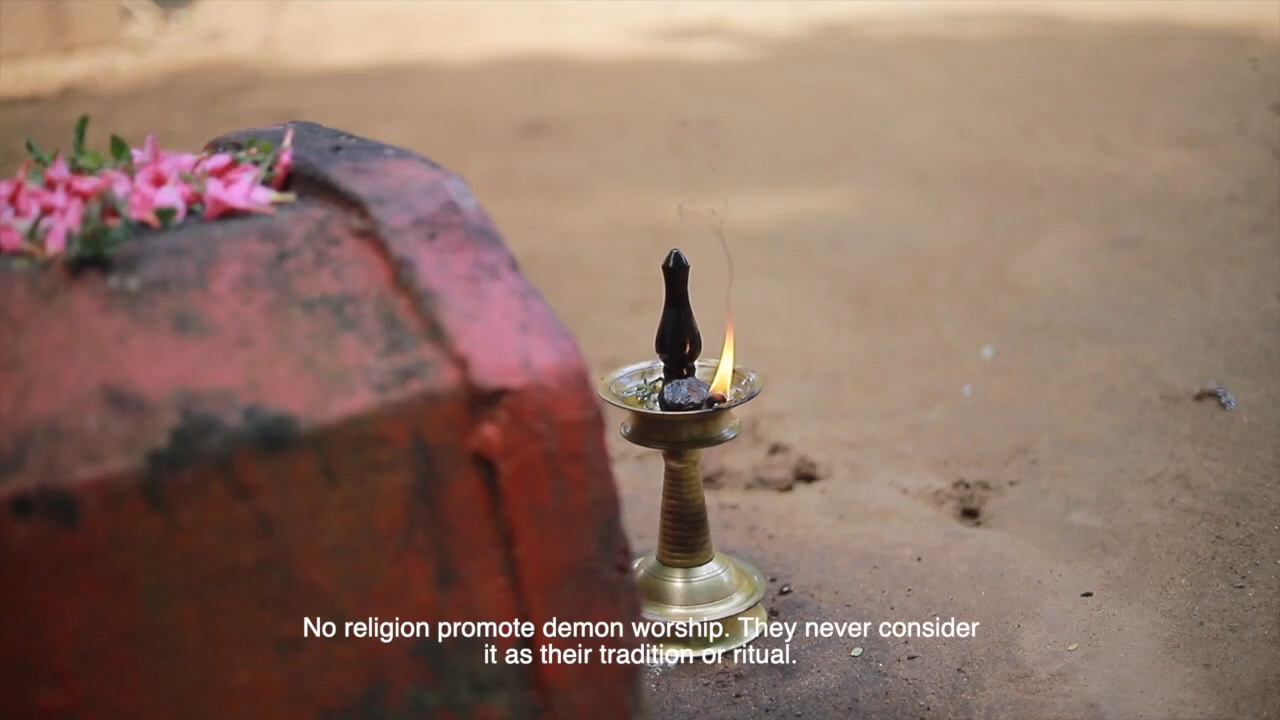 No religion promote demon worship. They never consider
it as their tradition or ritual.